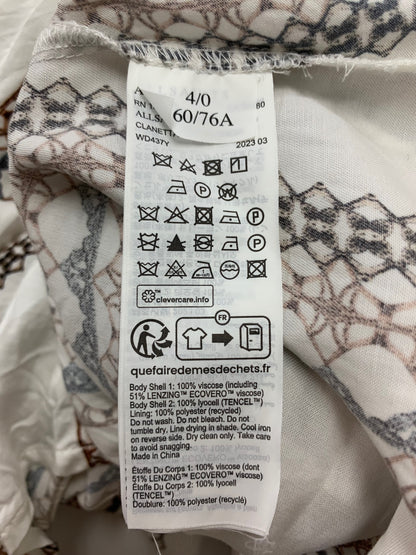 4/0
60/76A
RN
60
CLANETTA
WD437Y 2023 03
clevercare.info
TM
FR
quefairedemesdechets.fr
Body Shell 1: 100% viscose (including
51% LENZING™ ECOVERO™ viscose)
Body Shell 2: 100% lyocell (TENCEL™)
Lining: 100% polyester (recycled)
Do not wash. Do not bleach. Do not
tumble dry. Line drying in shade. Cool iron
on reverse side. Dry clean only. Take care
to avoid snagging.
Made in China
Étoffe Du Corps 1: 100% viscose (dont
51% LENZING™ ECOVERO™ viscose)
Étoffe Du Corps 2: 100% lyocell
(TENCEL™)
Doublure: 100% polyester (recyclé)